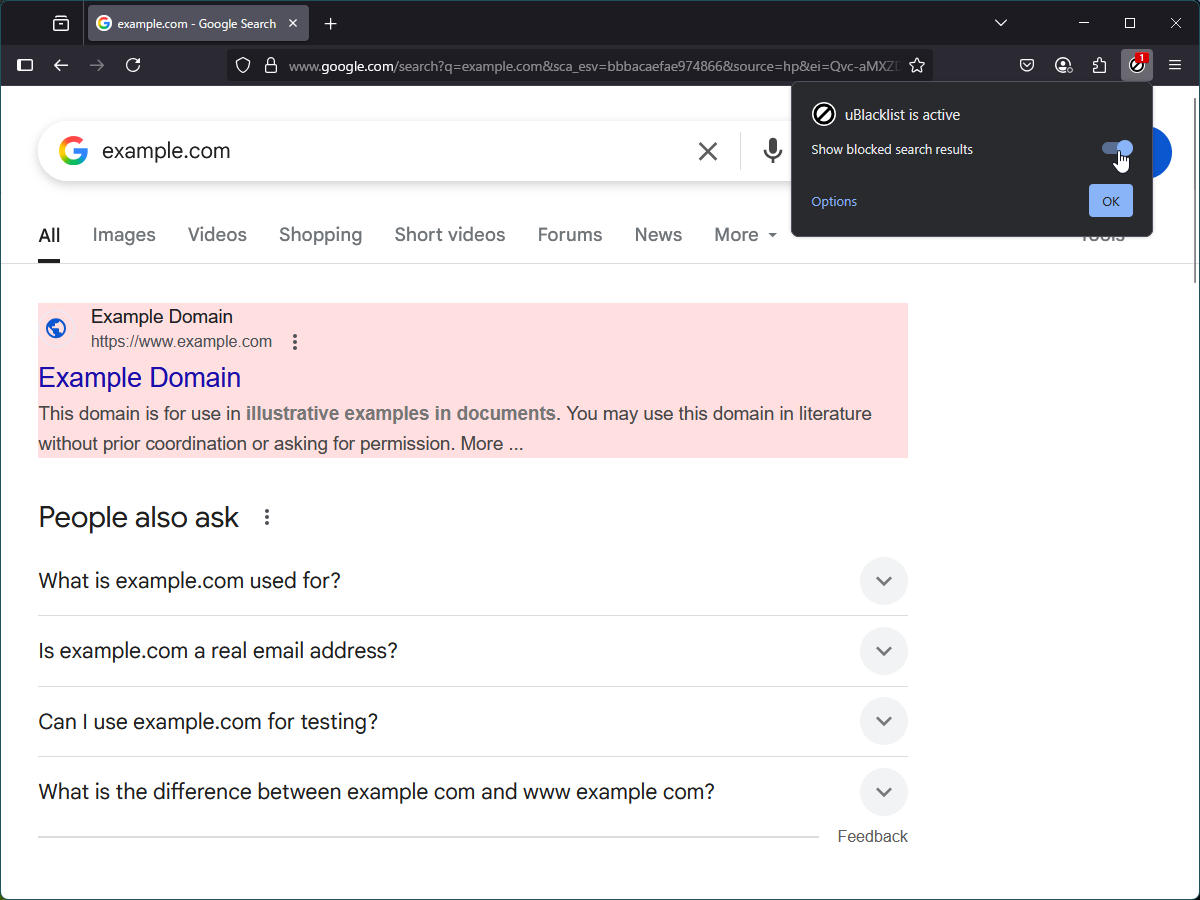 example.com - Google Search
www.google.com/search?q=example.com&sca_esv=bbbacaefae974866&source=hp&ei=Qvc-aMXZ
1
uBlacklist is active
Show blocked search results
Options
OK
example.com
All
Images
Videos
Shopping
Short videos
Forums
News
More
Tools
Example Domain
https://www.example.com
Example Domain
This domain is for use in illustrative examples in documents. You may use this domain in literature
without prior coordination or asking for permission. More ...
People also ask
What is example.com used for?
Is example.com a real email address?
Can I use example.com for testing?
What is the difference between example com and www example com?
Feedback